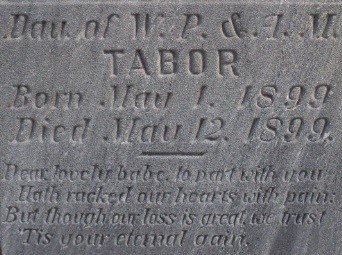 Dau. of W. P. & I. M.
TABOR
Born May 1. 1899
Died May 12. 1899.
Dear lovely babe, to part with you
Hath racked our hearts with pain:
But though our loss is great, we trust
'Tis your eternal gain.